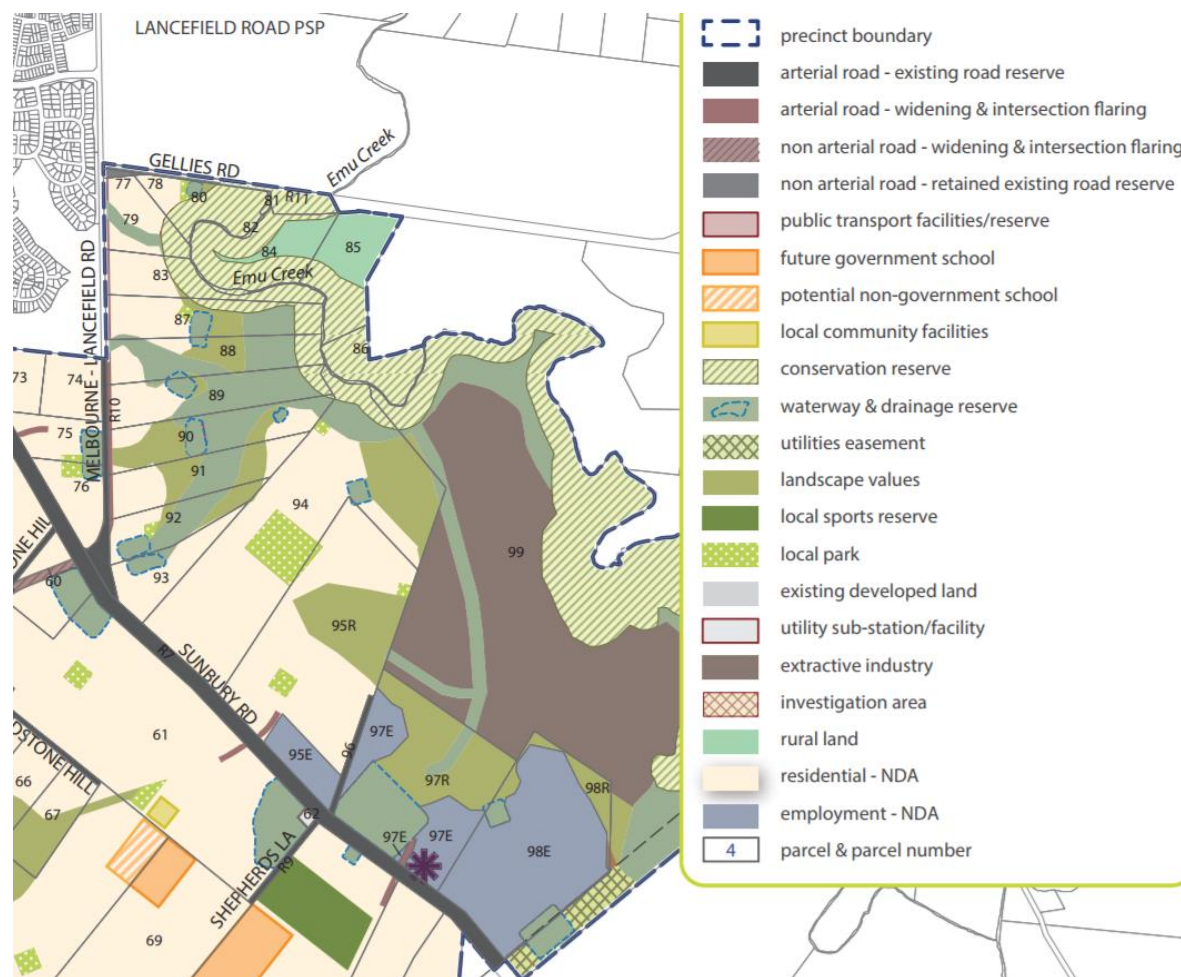 LANCEFIELD ROAD PSP
Emu Creek
GELLIES RD
77
78
80
81
R11
79
82
84
85
Emu Creek
83
87
88
86
MELBOURNE - LANCEFIELD RD
73
74
89
R10
75
90
91
76
92
94
93
60
99
95R
R7
SUNBURY RD
61
97E
96
95E
97R
98R
66
67
62
97E
97E
98E
SHEPHERDS LA
R9
69
precinct boundary
arterial road - existing road reserve
arterial road - widening & intersection flaring
non arterial road - widening & intersection flaring
non arterial road - retained existing road reserve
public transport facilities/reserve
future government school
potential non-government school
local community facilities
conservation reserve
waterway & drainage reserve
utilities easement
landscape values
local sports reserve
local park
existing developed land
utility sub-station/facility
extractive industry
investigation area
rural land
residential - NDA
employment - NDA
4
parcel & parcel number